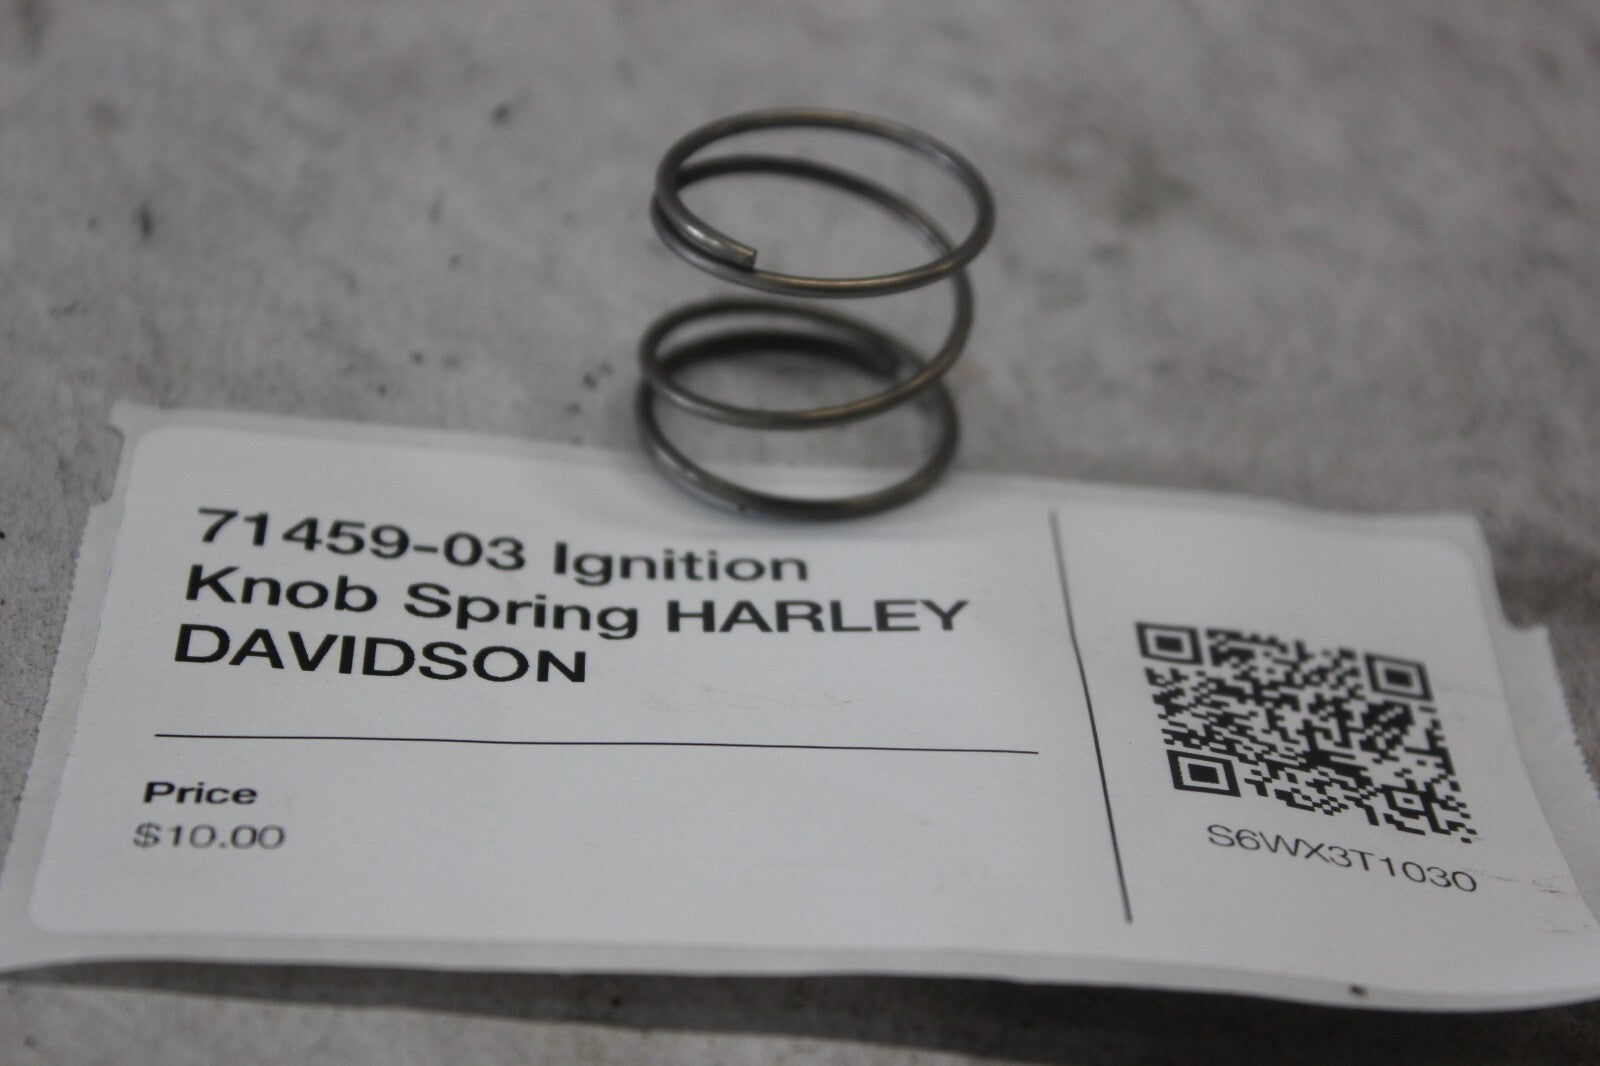 71459-03 Ignition
Knob Spring HARLEY
DAVIDSON
Price
$10.00
S6WX3T1030